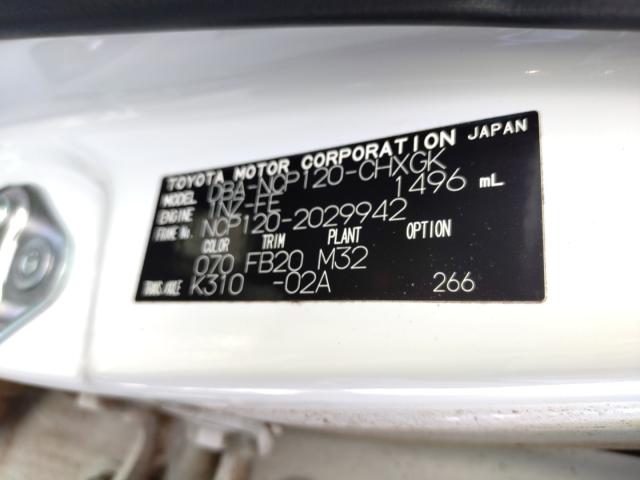 TOYOTA MOTOR CORPORATION JAPAN
MODEL DBA-NCP120-CHXGK
ENGINE 1NZ-FE 1496 mL
FRAME No. NCP120-2029942
COLOR TRIM PLANT OPTION
070 FB20 M32
TRANS/AXLE K310 -02A 266